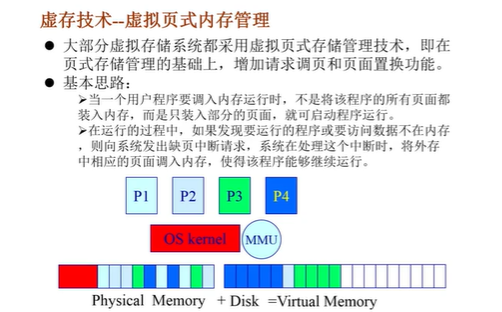 虚存技术--虚拟页式内存管理
● 大部分虚拟存储系统都采用虚拟页式存储管理技术，即在
页式存储管理的基础上，增加请求调页和页面置换功能。
● 基本思路：
➢当一个用户程序要调入内存运行时，不是将该程序的所有页面都
装入内存，而是只装入部分的页面，就可启动程序运行。
➢在运行的过程中，如果发现要运行的程序或要访问数据不在内存
，则向系统发出缺页中断请求，系统在处理这个中断时，将外存
中相应的页面调入内存，使得该程序能够继续运行。
P1 P2 P3 P4
OS kernel MMU
Physical Memory + Disk =Virtual Memory